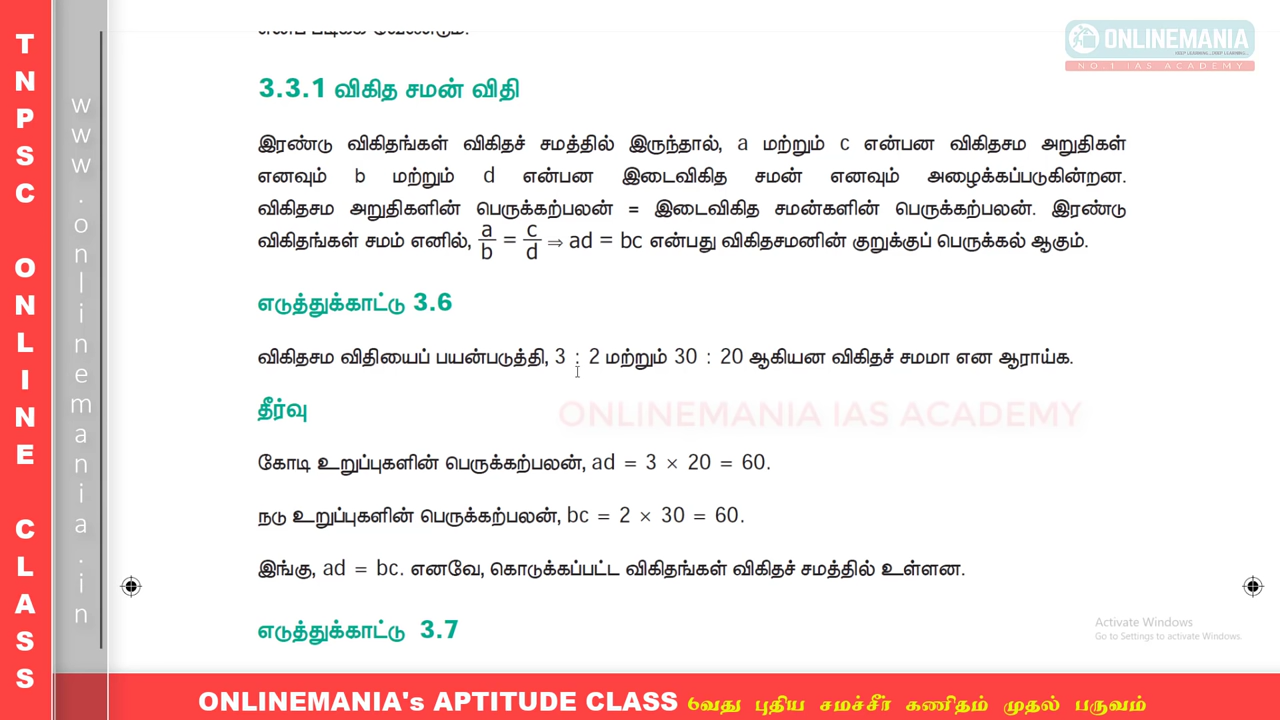 TNPSC ONLINE CLASS
www.onlinemania.in
ONLINEMANIA
KEEP LEARNING...DEEP LEARNING...
NO.1 IAS ACADEMY
3.3.1 விகித சமன் விதி
இரண்டு விகிதங்கள் விகிதச் சமத்தில் இருந்தால், a மற்றும் c என்பன விகிதசம அறுதிகள்
எனவும் b மற்றும் d என்பன இடைவிகித சமன் எனவும் அழைக்கப்படுகின்றன.
விகிதசம அறுதிகளின் பெருக்கற்பலன் = இடைவிகித சமன்களின் பெருக்கற்பலன். இரண்டு
விகிதங்கள் சமம் எனில், a/b = c/d ⇒ ad = bc என்பது விகிதசமனின் குறுக்குப் பெருக்கல் ஆகும்.
எடுத்துக்காட்டு 3.6
விகிதசம விதியைப் பயன்படுத்தி, 3 : 2 மற்றும் 30 : 20 ஆகியன விகிதச் சமமா என ஆராய்க.
தீர்வு
ONLINEMANIA IAS ACADEMY
கோடி உறுப்புகளின் பெருக்கற்பலன், ad = 3 × 20 = 60.
நடு உறுப்புகளின் பெருக்கற்பலன், bc = 2 × 30 = 60.
இங்கு, ad = bc. எனவே, கொடுக்கப்பட்ட விகிதங்கள் விகிதச் சமத்தில் உள்ளன.
எடுத்துக்காட்டு 3.7
Activate Windows
Go to Settings to activate Windows.
ONLINEMANIA's APTITUDE CLASS 6வது புதிய சமச்சீர் கணிதம் முதல் பருவம்